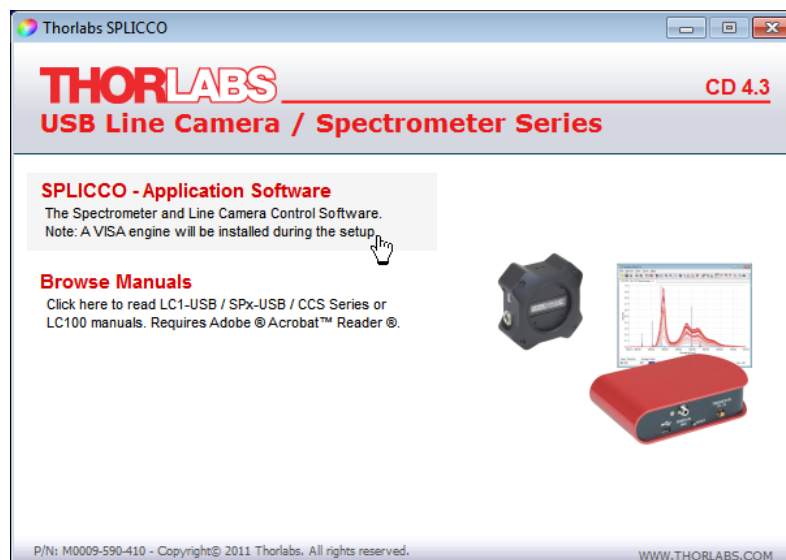 Thorlabs SPLICCO
THORLABS
CD 4.3
USB Line Camera / Spectrometer Series
SPLICCO - Application Software
The Spectrometer and Line Camera Control Software.
Note: A VISA engine will be installed during the setup.
Browse Manuals
Click here to read LC1-USB / SPx-USB / CCS Series or
LC100 manuals. Requires Adobe ® Acrobat™ Reader ®.
P/N: M0009-590-410 - Copyright© 2011 Thorlabs. All rights reserved.
WWW.THORLABS.COM